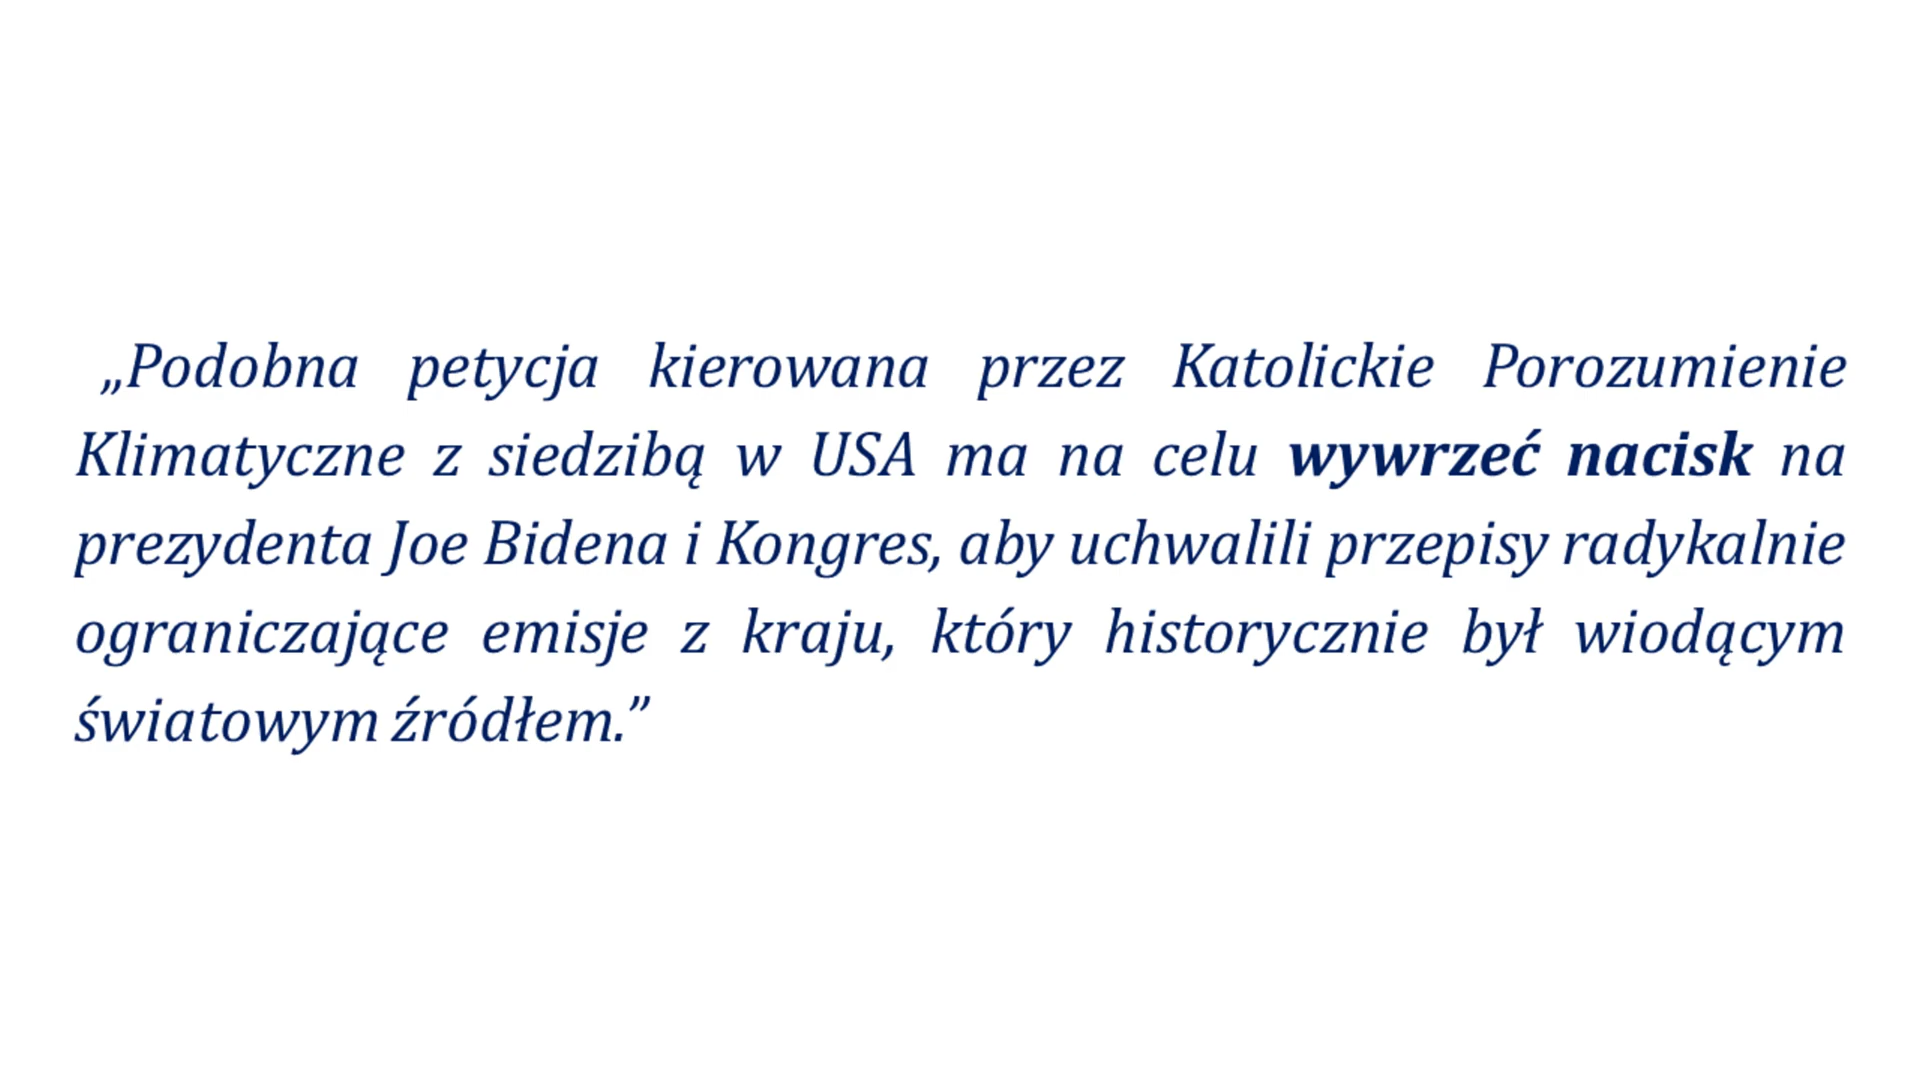 „Podobna petycja kierowana przez Katolickie Porozumienie
Klimatyczne z siedzibą w USA ma na celu wywrzeć nacisk na
prezydenta Joe Bidena i Kongres, aby uchwalili przepisy radykalnie
ograniczające emisje z kraju, który historycznie był wiodącym
światowym źródłem.”